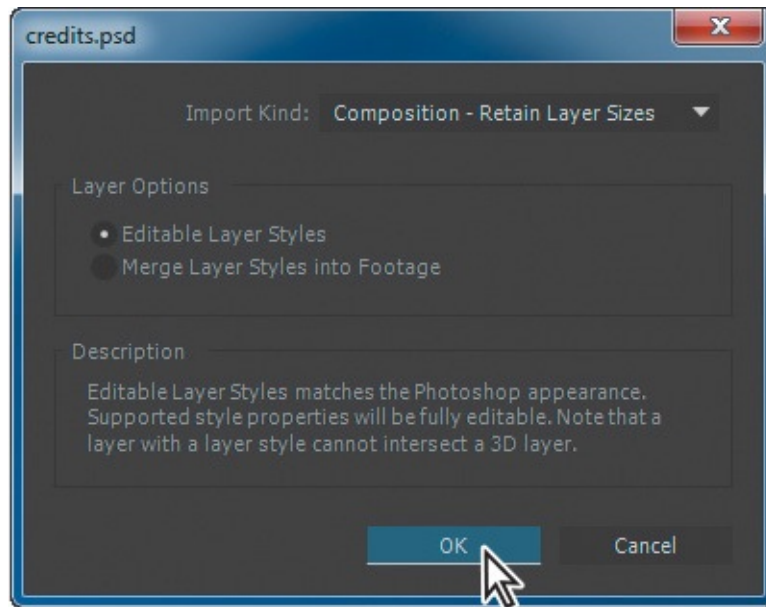 credits.psd
Import Kind: Composition - Retain Layer Sizes
Layer Options
Editable Layer Styles
Merge Layer Styles into Footage
Description
Editable Layer Styles matches the Photoshop appearance.
Supported style properties will be fully editable. Note that a
layer with a layer style cannot intersect a 3D layer.
OK Cancel